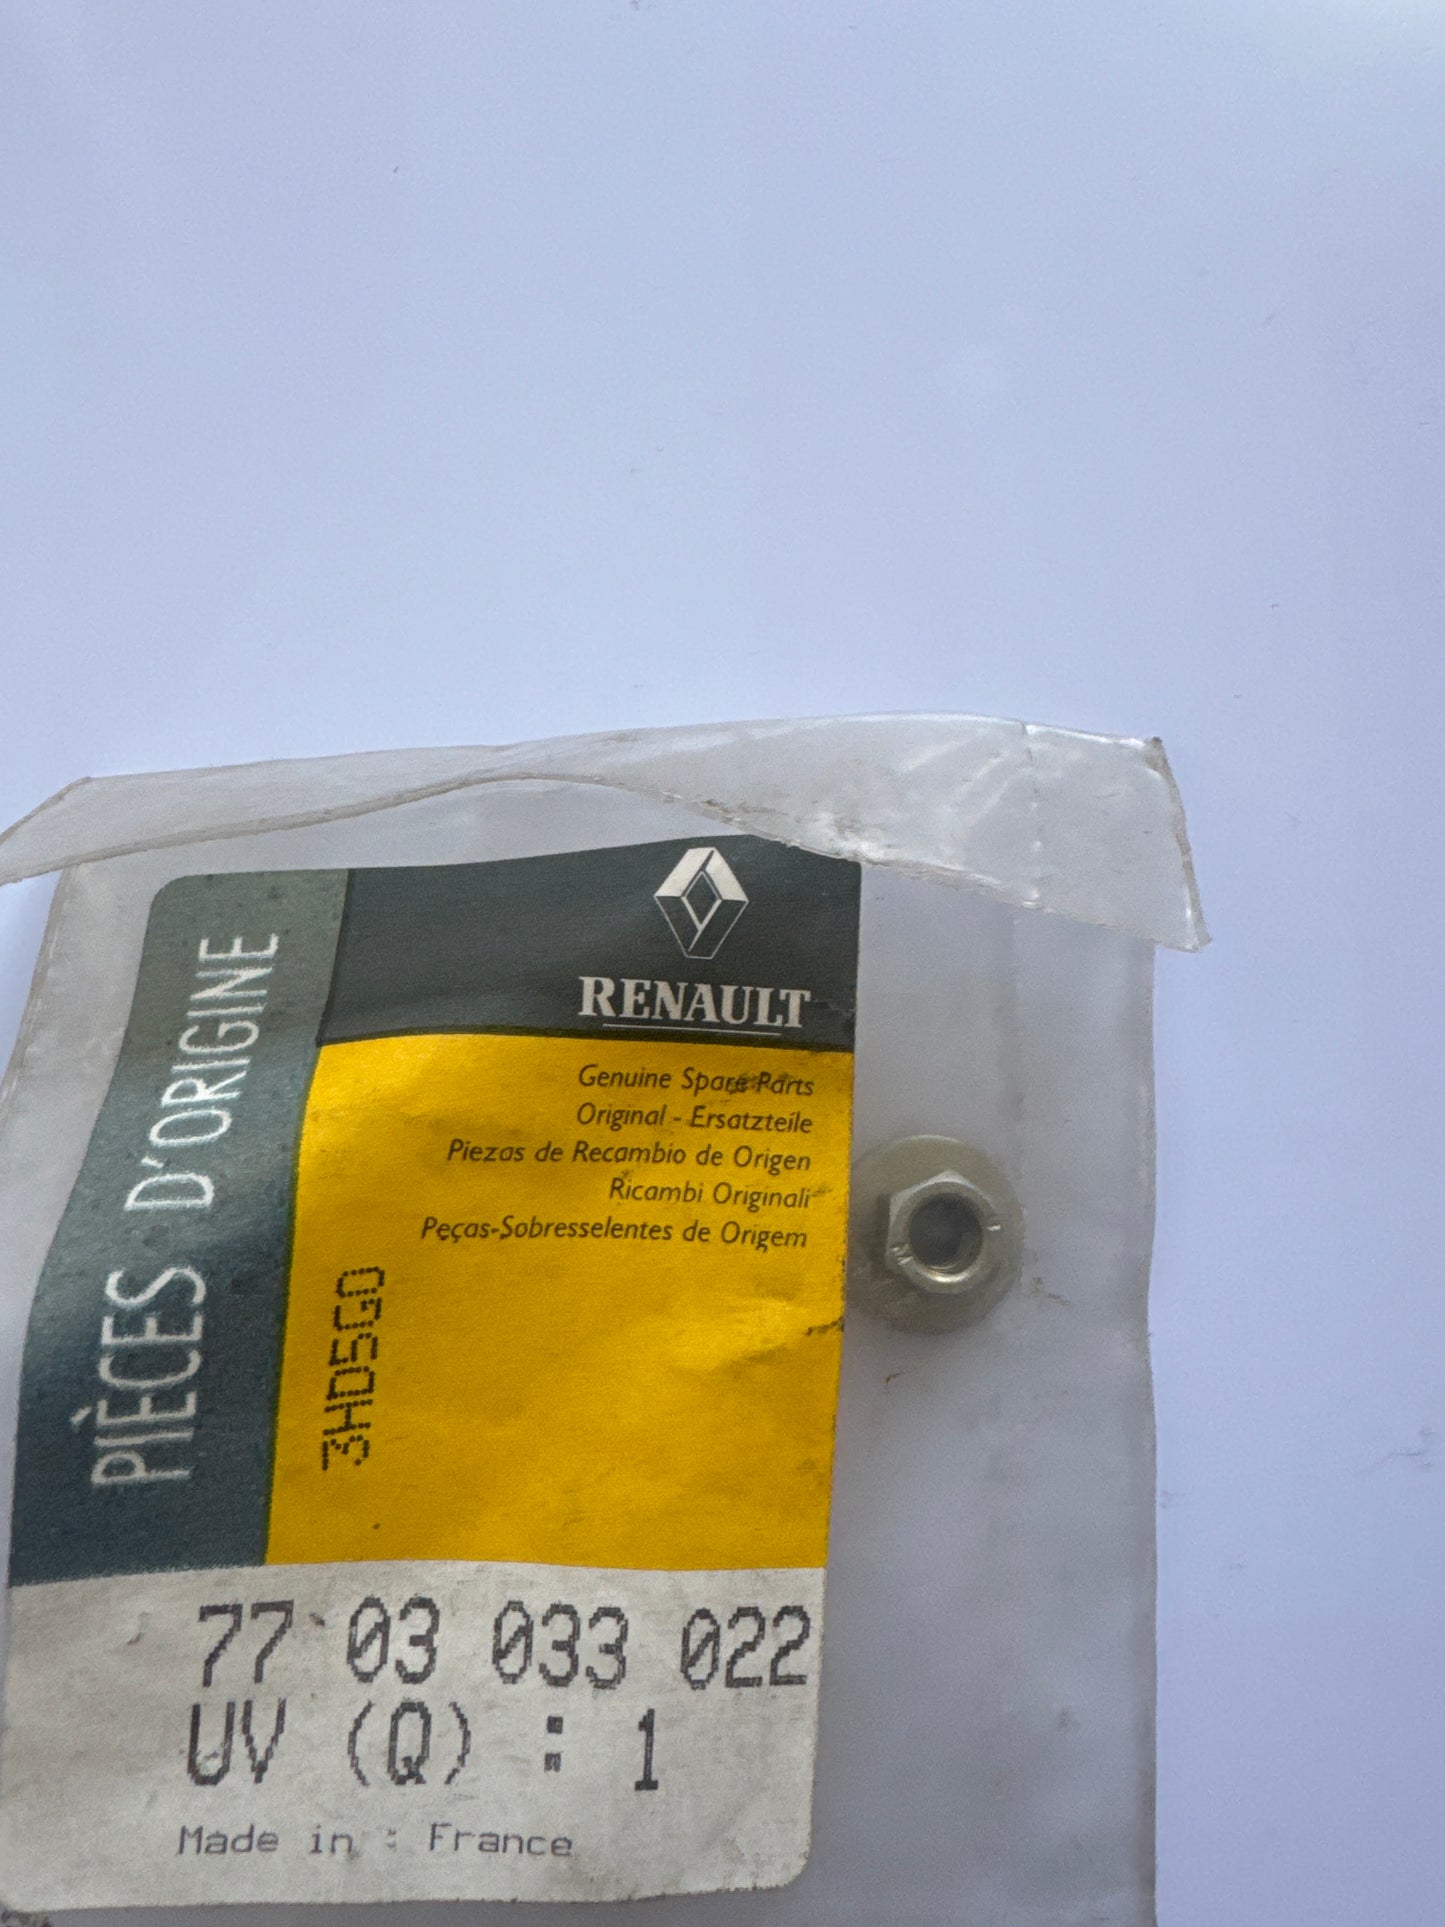 RENAULT
PIÈCES D'ORIGINE
Genuine Spare Parts
Original - Ersatzteile
Piezas de Recambio de Origen
Ricambi Originali
Peças-Sobresselentes de Origem
3HD5GO
77 03 033 022
UV (Q) : 1
Made in : France